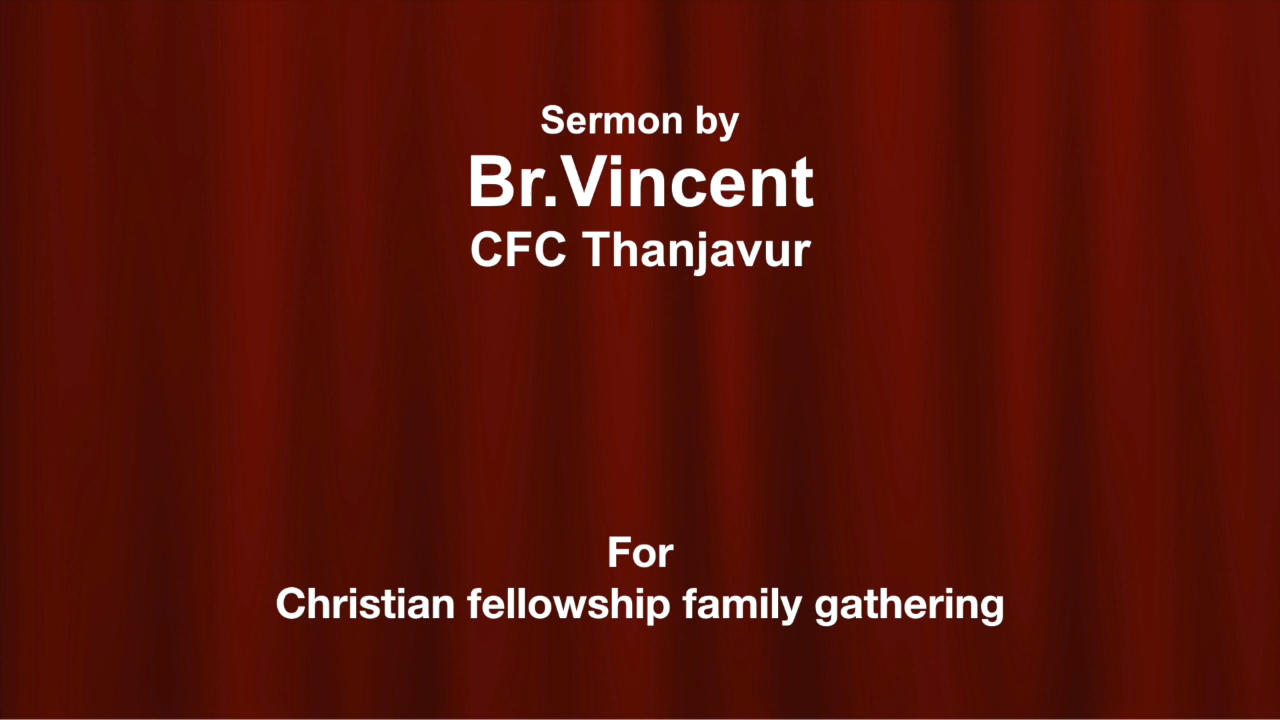 Sermon by
Br.Vincent
CFC Thanjavur
For
Christian fellowship family gathering